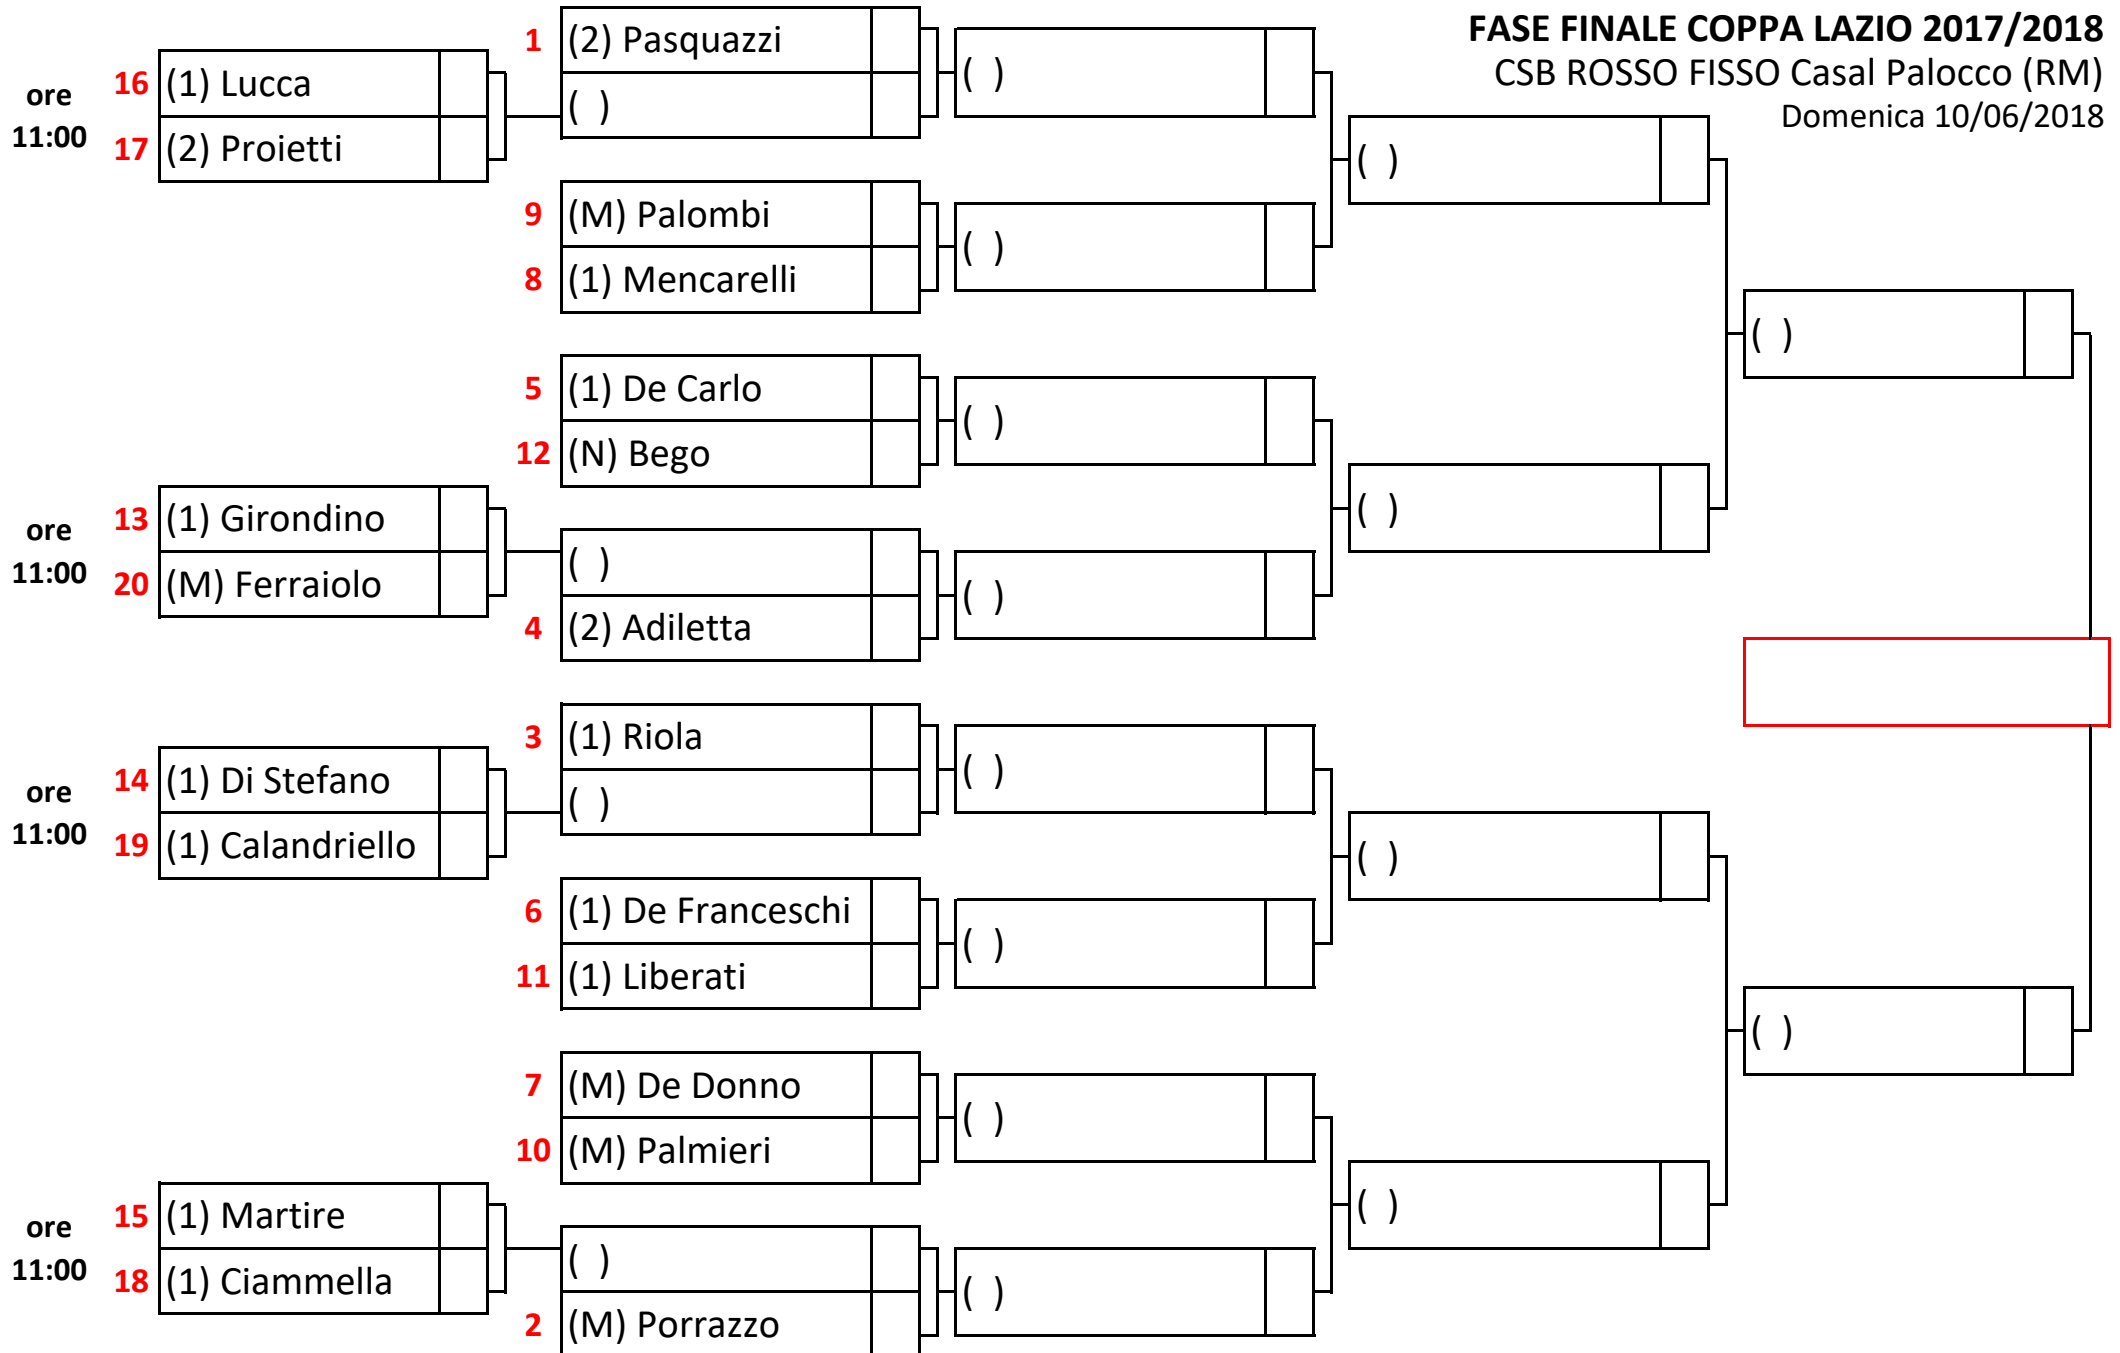 FASE FINALE COPPA LAZIO 2017/2018
CSB ROSSO FISSO Casal Palocco (RM)
Domenica 10/06/2018
ore
11:00
16 (1) Lucca
17 (2) Proietti
ore
11:00
13 (1) Girondino
20 (M) Ferraiolo
ore
11:00
14 (1) Di Stefano
19 (1) Calandriello
ore
11:00
15 (1) Martire
18 (1) Ciammella
1 (2) Pasquazzi
( )
9 (M) Palombi
8 (1) Mencarelli
5 (1) De Carlo
12 (N) Bego
( )
4 (2) Adiletta
3 (1) Riola
( )
6 (1) De Franceschi
11 (1) Liberati
7 (M) De Donno
10 (M) Palmieri
( )
2 (M) Porrazzo
( )
( )
( )
( )
( )
( )
( )
( )
( )
( )
( )
( )
( )
( )